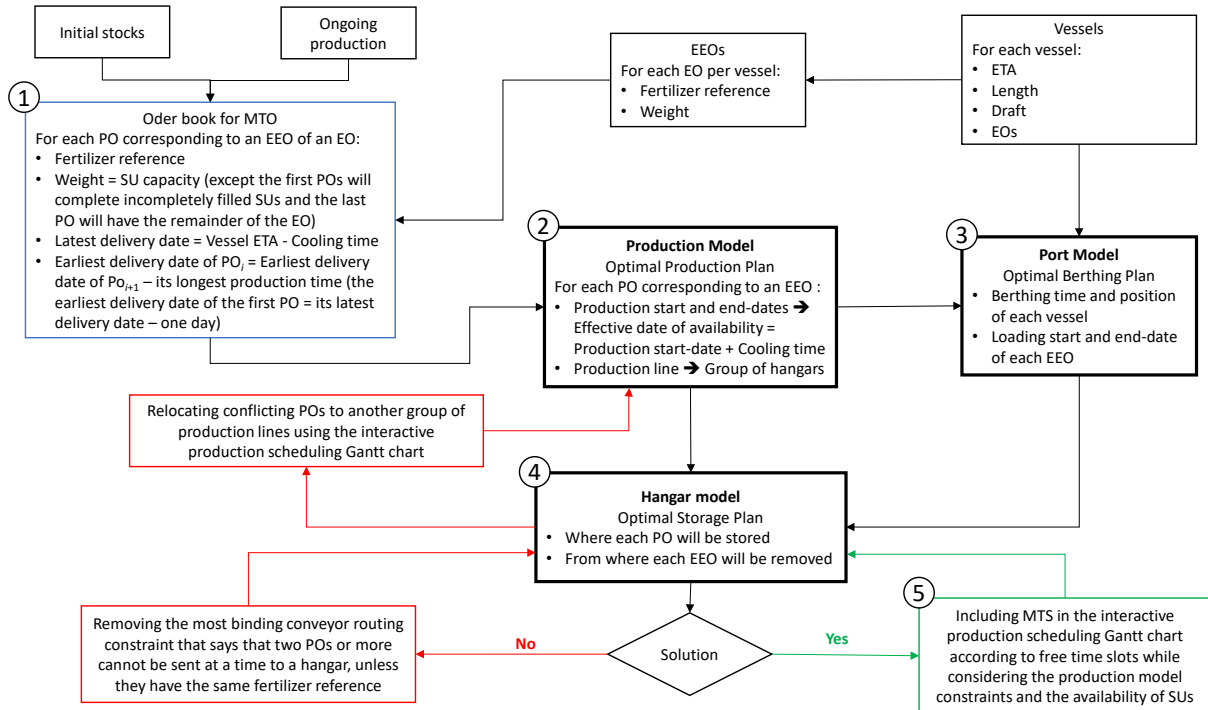 Initial stocks
Ongoing
production
EEOs
For each EO per vessel:
• Fertilizer reference
• Weight
Vessels
For each vessel:
• ETA
• Length
• Draft
• EOs
1
Oder book for MTO
For each PO corresponding to an EEO of an EO:
• Fertilizer reference
• Weight = SU capacity (except the first POs will
complete incompletely filled SUs and the last
PO will have the remainder of the EO)
• Latest delivery date = Vessel ETA - Cooling time
• Earliest delivery date of POi = Earliest delivery
date of Poi+1 – its longest production time (the
earliest delivery date of the first PO = its latest
delivery date – one day)
2
Production Model
Optimal Production Plan
For each PO corresponding to an EEO :
• Production start and end-dates ➔
Effective date of availability =
Production start-date + Cooling time
• Production line ➔ Group of hangars
3
Port Model
Optimal Berthing Plan
• Berthing time and position
of each vessel
• Loading start and end-date
of each EEO
Relocating conflicting POs to another group of
production lines using the interactive
production scheduling Gantt chart
4
Hangar model
Optimal Storage Plan
• Where each PO will be stored
• From where each EEO will be removed
Removing the most binding conveyor routing
constraint that says that two POs or more
cannot be sent at a time to a hangar, unless
they have the same fertilizer reference
No
Solution
Yes
5
Including MTS in the interactive
production scheduling Gantt chart
according to free time slots while
considering the production model
constraints and the availability of SUs